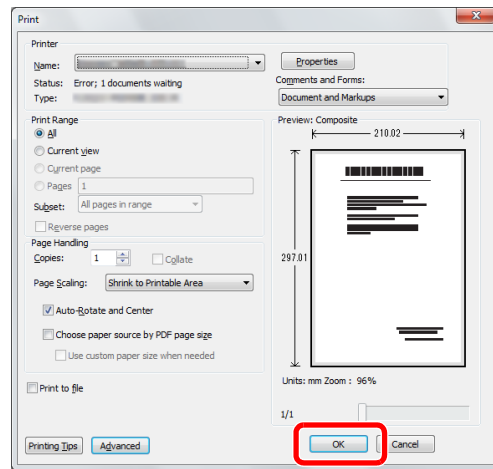 Print
Printer
Name:
Properties
Status: Error; 1 documents waiting
Comments and Forms:
Type:
Document and Markups
Print Range
Preview: Composite
All
210.02
Current view
Current page
Pages 1
Subset: All pages in range
Reverse pages
Page Handling
Copies: 1 Collate
297.01
Page Scaling: Shrink to Printable Area
Auto-Rotate and Center
Choose paper source by PDF page size
Use custom paper size when needed
Units: mm Zoom : 96%
Print to file
1/1
Printing Tips Advanced OK Cancel